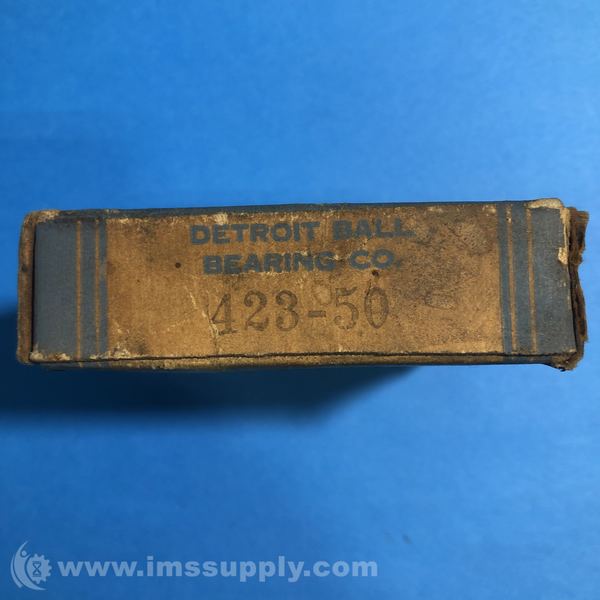 DETROIT BALL
BEARING CO.
423-50
www.imssupply.com